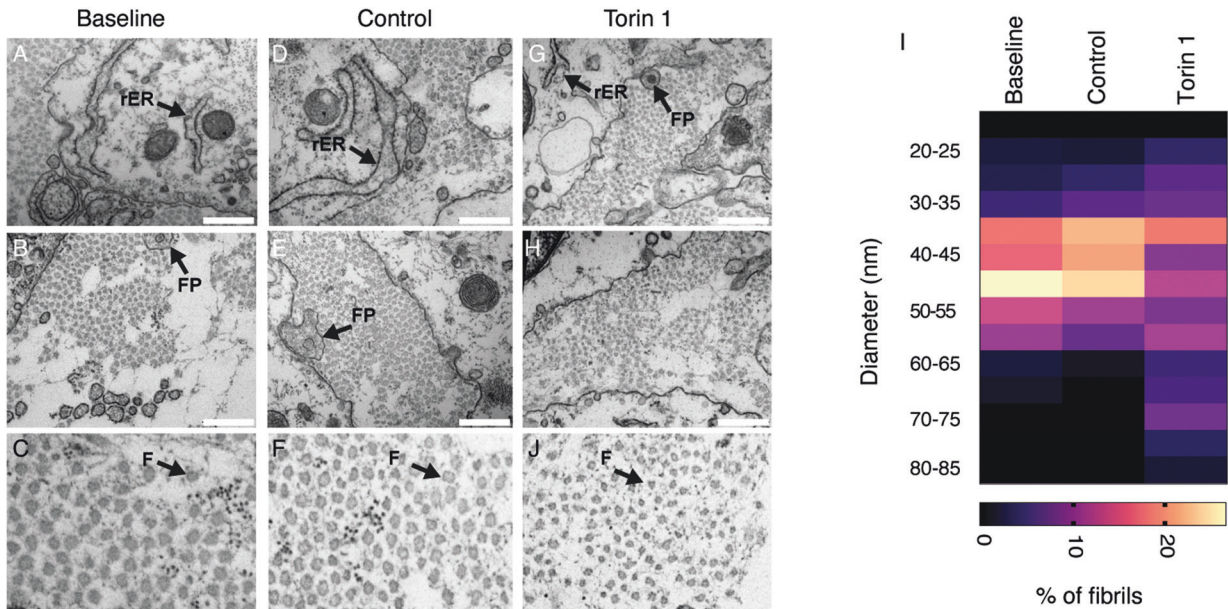 Baseline
Control
Torin 1
A
rER
D
rER
G
rER
FP
B
FP
E
FP
H
C
F
F
F
J
F
I
Baseline
Control
Torin 1
Diameter (nm)
20-25
30-35
40-45
50-55
60-65
70-75
80-85
0
10
20
% of fibrils